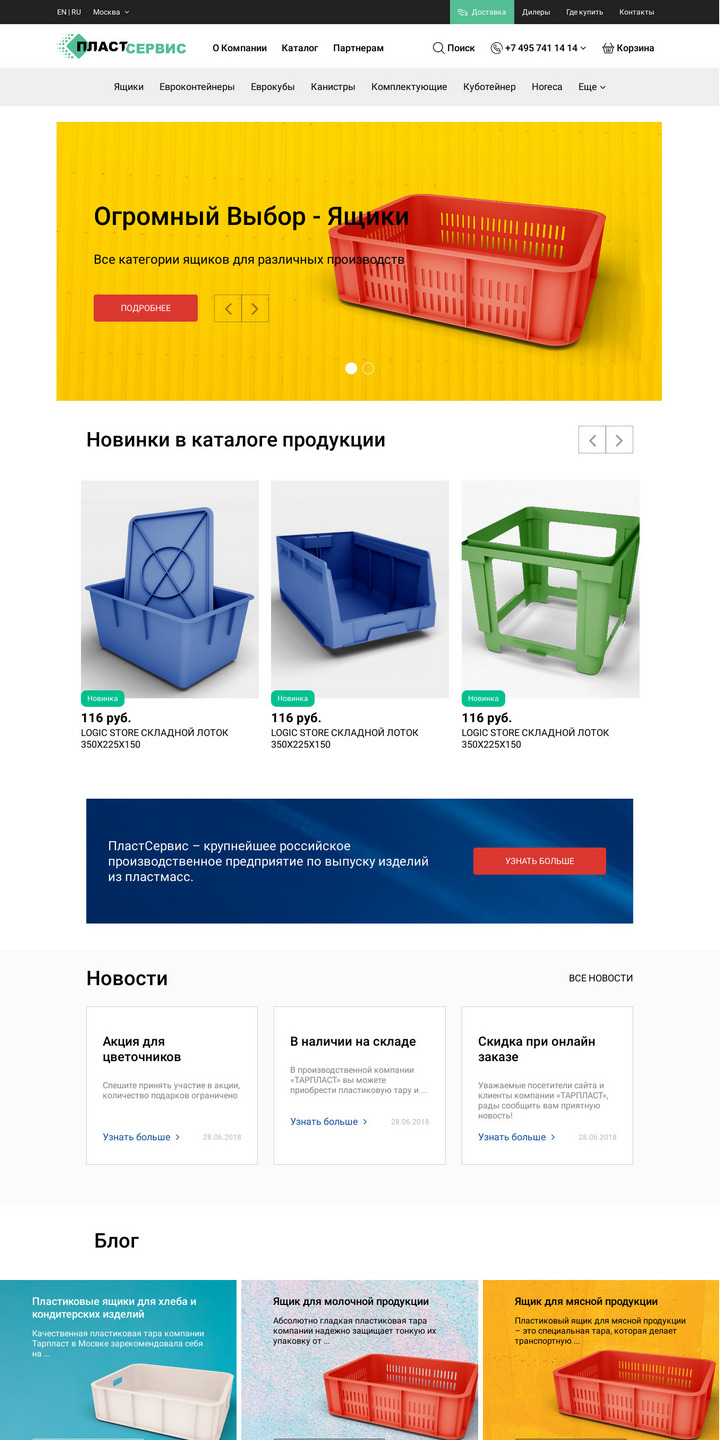 EN | RU
Москва
Доставка
Дилеры
Где купить
Контакты
ПЛАСТСЕРВИС
О Компании
Каталог
Партнерам
Поиск
+7 495 741 14 14
Корзина
Ящики
Евроконтейнеры
Еврокубы
Канистры
Комплектующие
Куботейнер
Horeca
Еще
Огромный Выбор - Ящики
Все категории ящиков для различных производств
ПОДРОБНЕЕ
Новинки в каталоге продукции
Новинка
116 руб.
LOGIC STORE СКЛАДНОЙ ЛОТОК
350X225X150
Новинка
116 руб.
LOGIC STORE СКЛАДНОЙ ЛОТОК
350X225X150
Новинка
116 руб.
LOGIC STORE СКЛАДНОЙ ЛОТОК
350X225X150
ПластСервис – крупнейшее российское
производственное предприятие по выпуску изделий
из пластмасс.
УЗНАТЬ БОЛЬШЕ
Новости
ВСЕ НОВОСТИ
Акция для
цветочников
Спешите принять участие в акции,
количество подарков ограничено
Узнать больше
28.06.2018
В наличии на складе
В производственной компании
«ТАРПЛАСТ» вы можете
приобрести пластиковую тару и ...
Узнать больше
28.06.2018
Скидка при онлайн
заказе
Уважаемые посетители сайта и
клиенты компании «ТАРПЛАСТ»,
рады сообщить вам приятную
новость!
Узнать больше
28.06.2018
Блог
Пластиковые ящики для хлеба и
кондитерских изделий
Качественная пластиковая тара компании
Тарпласт в Мосвке зарекомендовала себя
на ...
Ящик для молочной продукции
Абсолютно гладкая пластиковая тара
компании надежно защищает тонкую их
упаковку от ...
Ящик для мясной продукции
Пластиковый ящик для мясной продукции
– это специальная тара, которая делает
транспортную ...